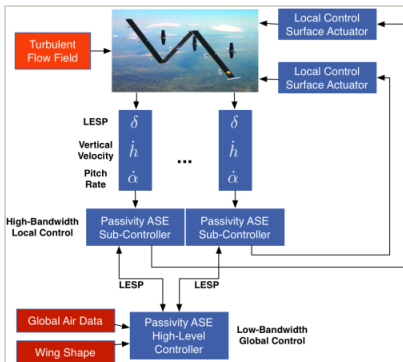 Local Control
Surface Actuator
Turbulent
Flow Field
Local Control
Surface Actuator
LESP
δ
δ
Vertical
Velocity
ḣ
ḣ
...
Pitch
Rate
α̇
α̇
High-Bandwidth
Local Control
Passivity ASE
Sub-Controller
Passivity ASE
Sub-Controller
LESP
LESP
Global Air Data
Wing Shape
Passivity ASE
High-Level
Controller
Low-Bandwidth
Global Control